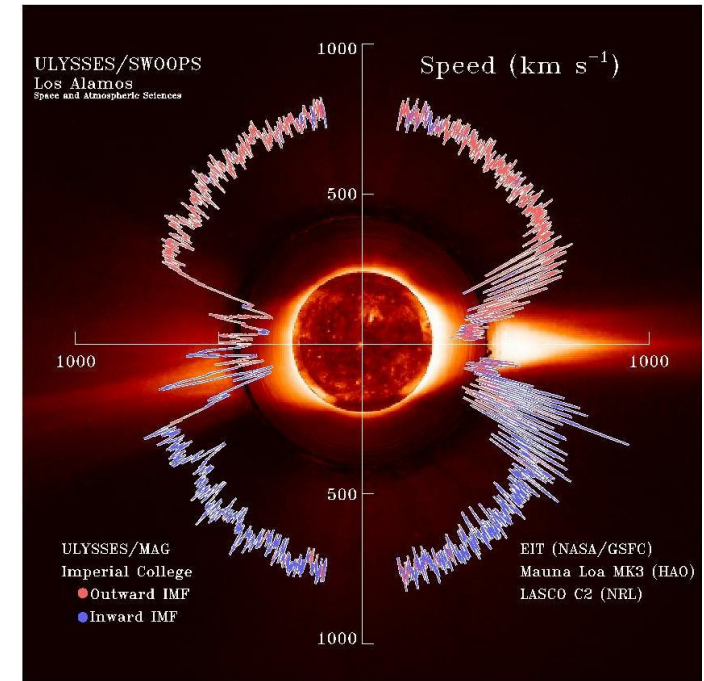 ULYSSES/SWOOPS
Los Alamos
Space and Atmospheric Sciences
Speed (km s⁻¹)
1000
500
1000
1000
500
1000
ULYSSES/MAG
Imperial College
Outward IMF
Inward IMF
EIT (NASA/GSFC)
Mauna Loa MK3 (HAO)
LASCO C2 (NRL)